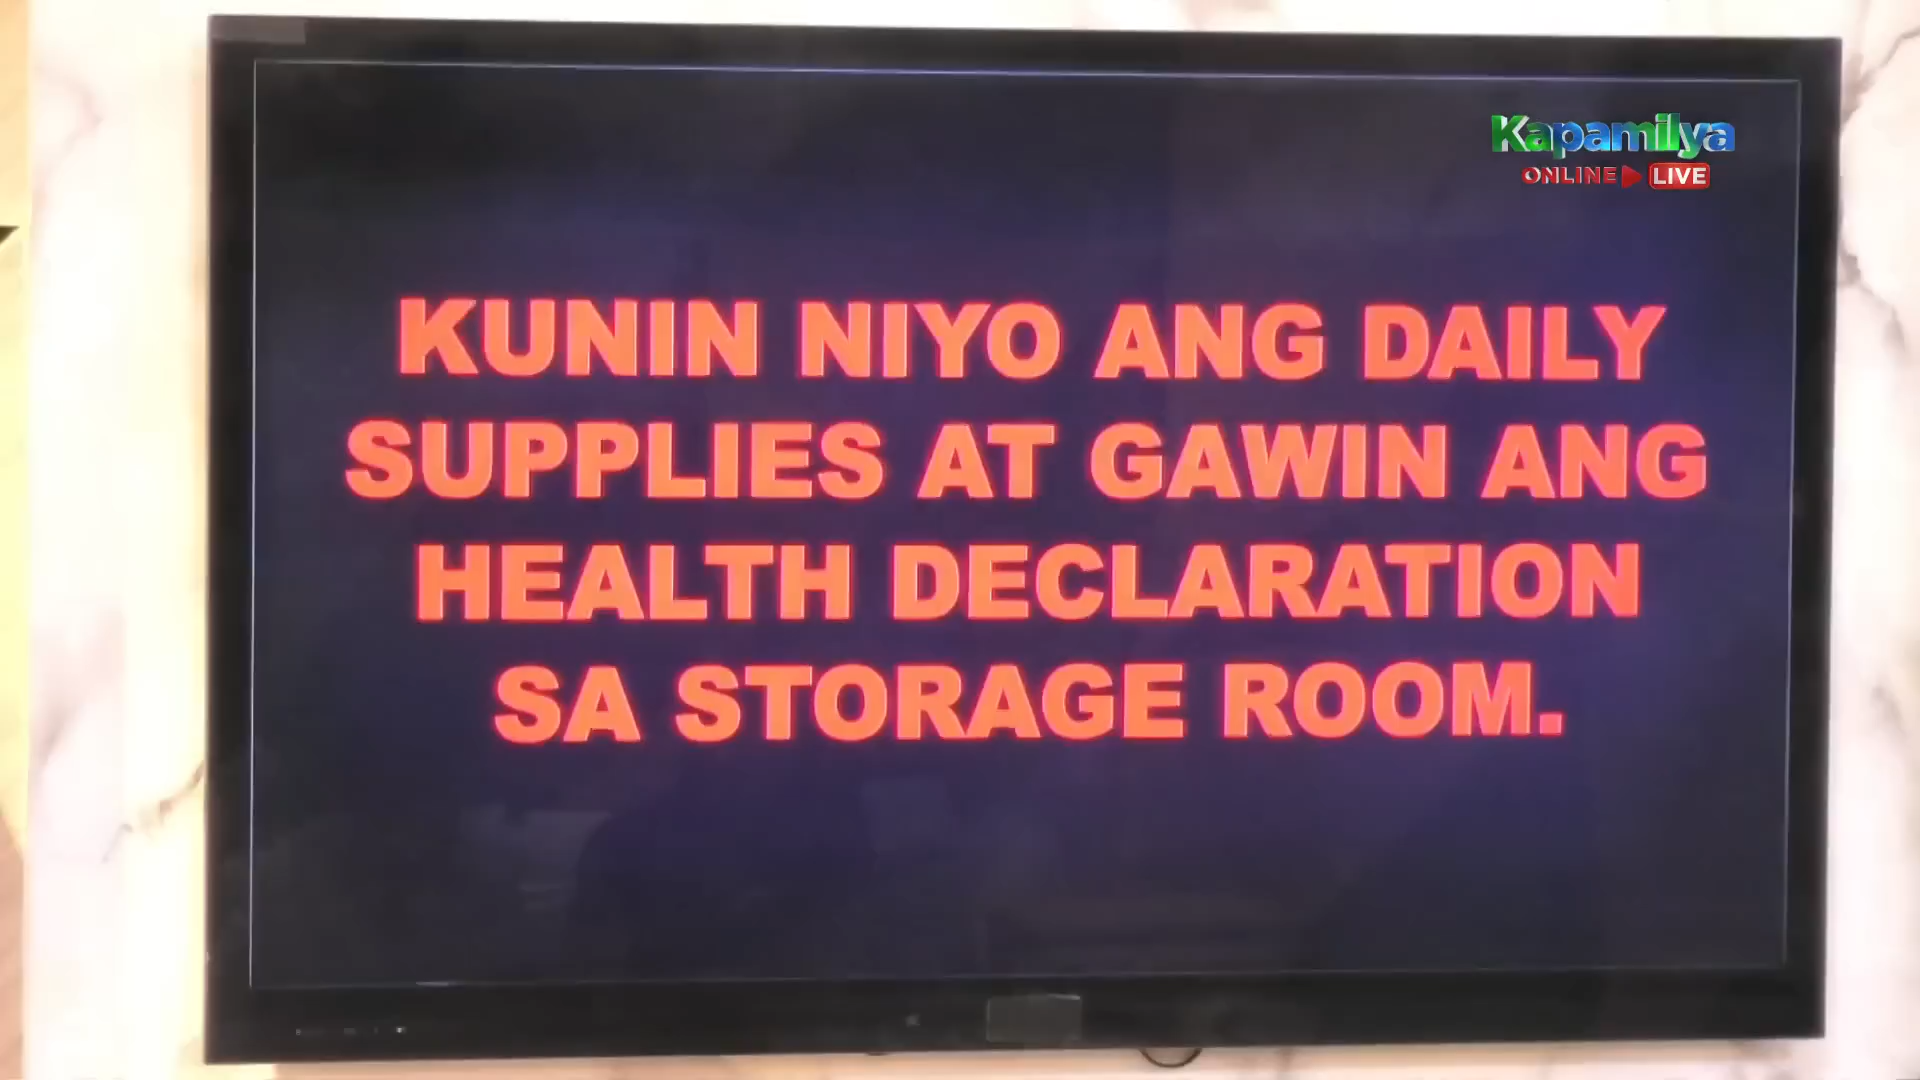 Kapamilya
ONLINE LIVE
KUNIN NIYO ANG DAILY
SUPPLIES AT GAWIN ANG
HEALTH DECLARATION
SA STORAGE ROOM.